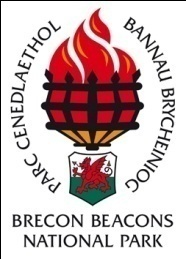 PARC CENEDLAETHOL
BANNAU BRYCHEINIOG
BRECON BEACONS
NATIONAL PARK